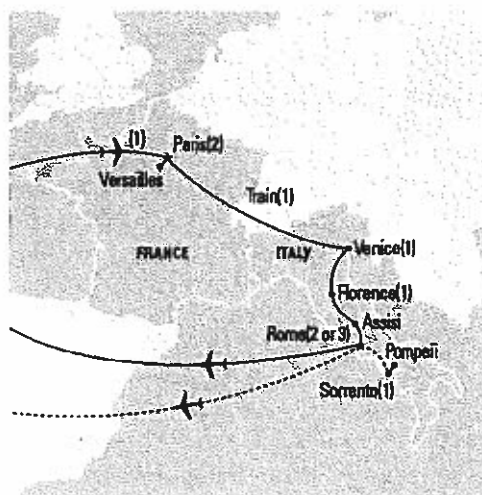 (1)
Paris(2)
Versailles
Train(1)
FRANCE
ITALY
Venice(1)
Florence(1)
Assisi
Rome(2 or 3)
Pompeii
Sorrento(1)